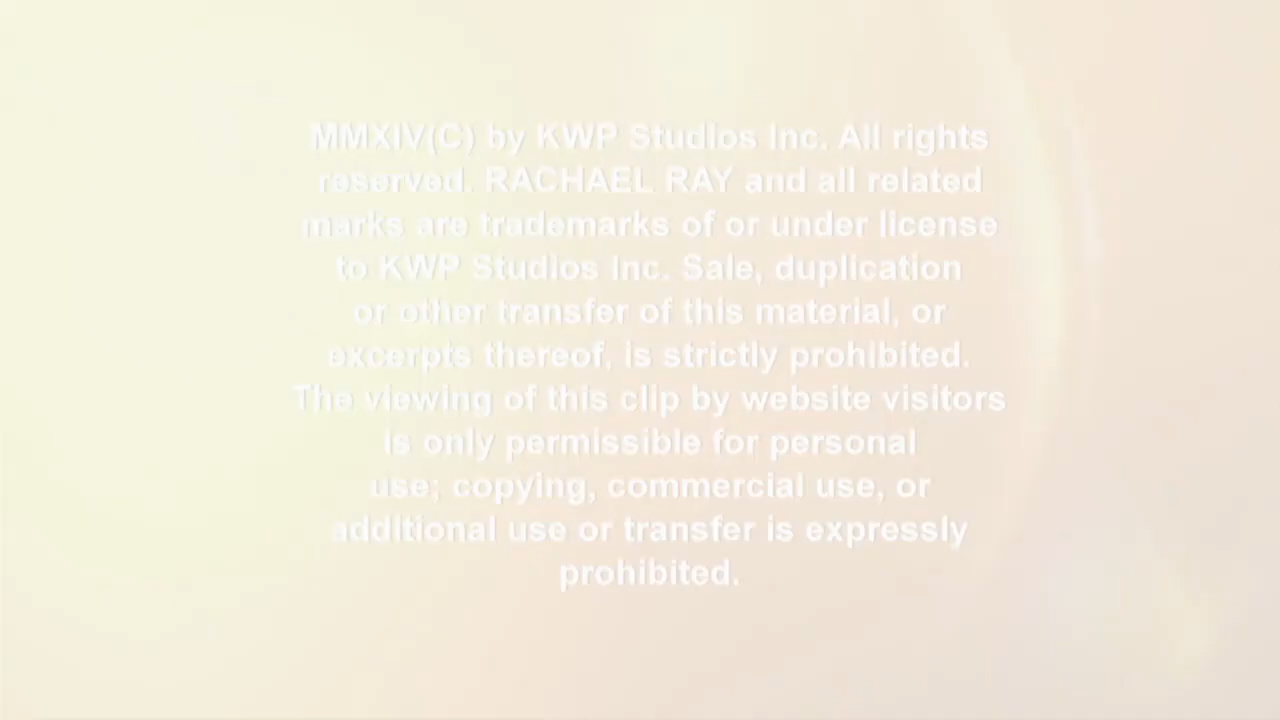 MMXIV(C) by KWP Studios Inc. All rights
reserved. RACHAEL RAY and all related
marks are trademarks of or under license
to KWP Studios Inc. Sale, duplication
or other transfer of this material, or
excerpts thereof, is strictly prohibited.
The viewing of this clip by website visitors
is only permissible for personal
use; copying, commercial use, or
additional use or transfer is expressly
prohibited.